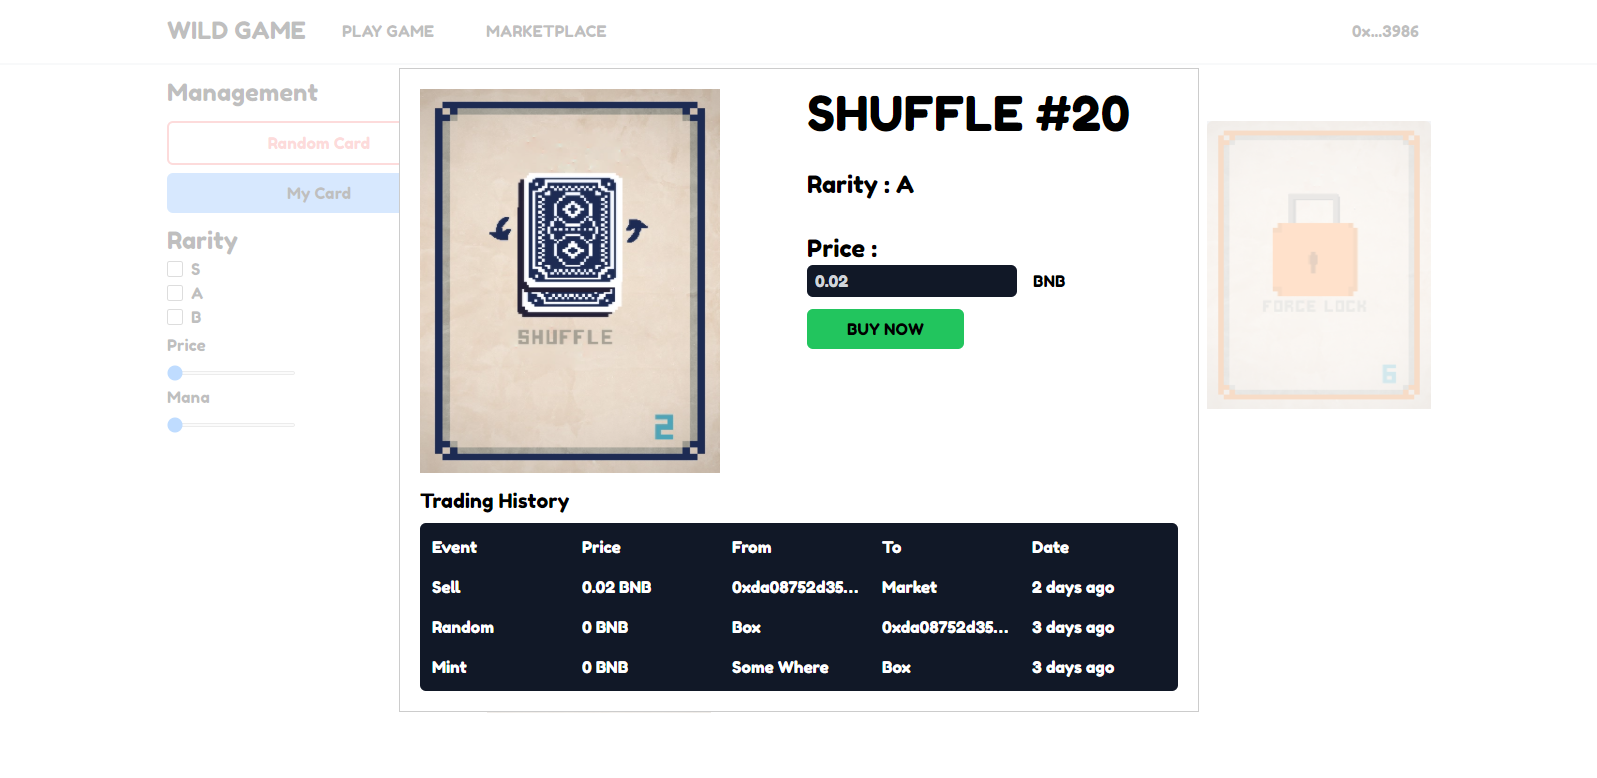 WILD GAME PLAY GAME MARKETPLACE 0x...3986
Management
Random Card
My Card
Rarity
S
A
B
Price
Mana
SHUFFLE
2
SHUFFLE #20
Rarity : A
Price :
0.02 BNB
BUY NOW
FORCE LOCK
6
Trading History
Event Price From To Date
Sell 0.02 BNB 0xda08752d35... Market 2 days ago
Random 0 BNB Box 0xda08752d35... 3 days ago
Mint 0 BNB Some Where Box 3 days ago